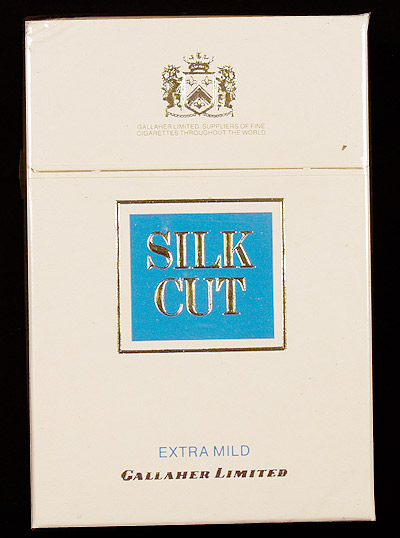 GALLAHER LIMITED: SUPPLIERS OF FINE
CIGARETTES THROUGHOUT THE WORLD
SILK
CUT
EXTRA MILD
GALLAHER LIMITED